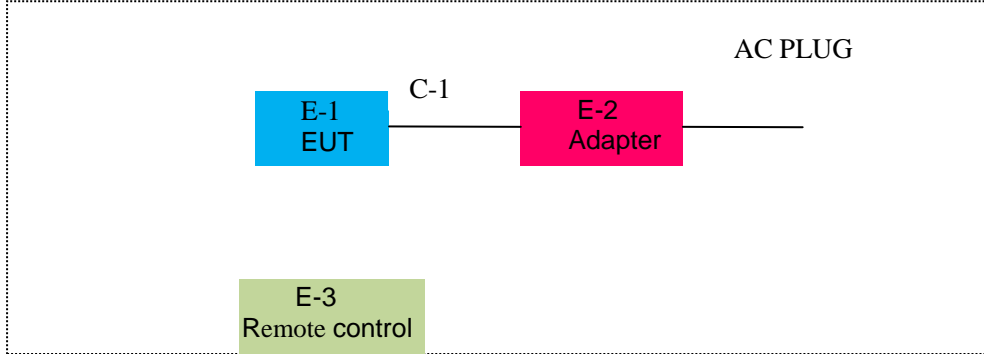 AC PLUG
C-1
E-1
EUT
E-2
Adapter
E-3
Remote control